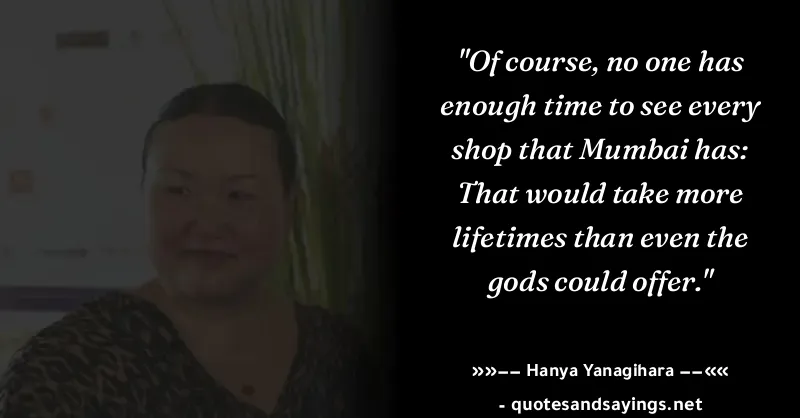 "Of course, no one has
enough time to see every
shop that Mumbai has:
That would take more
lifetimes than even the
gods could offer."
»»−− Hanya Yanagihara −−««
- quotesandsayings.net